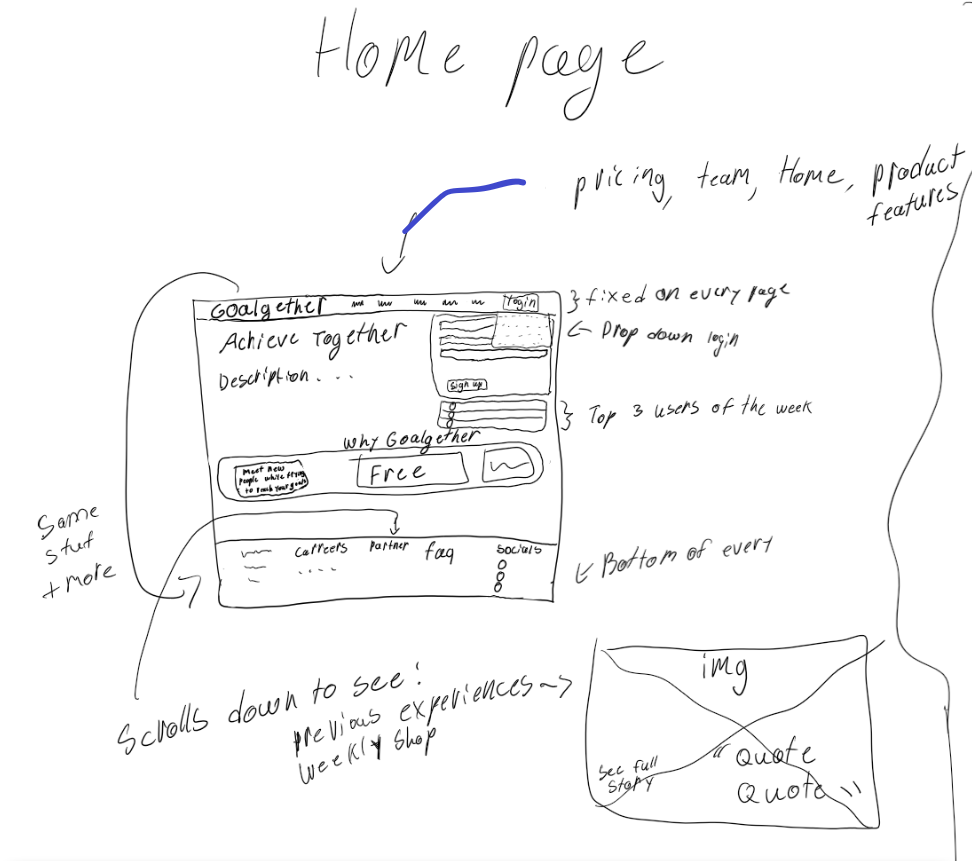 Home page
pricing, team, Home, product
features
Goalgether login
} fixed on every page
Achieve Together
← Drop down login
Description . . .
Sign up
} Top 3 users of the week
Why Goalgether
Meet new
people while trying
to reach your goals
Free
Same
stuf
+ more
carreers Partner faq socials
. . . .
← Bottom of every
Scrolls down to see:
previous experiences ~>
weekly shop
img
see full
story
" Quote
Quote "